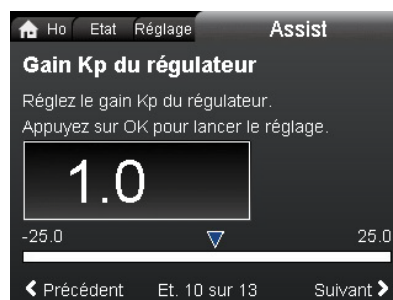 Ho Etat Réglage Assist
Gain Kp du régulateur
Réglez le gain Kp du régulateur.
Appuyez sur OK pour lancer le réglage.
1.0
-25.0 25.0
Précédent Et. 10 sur 13 Suivant